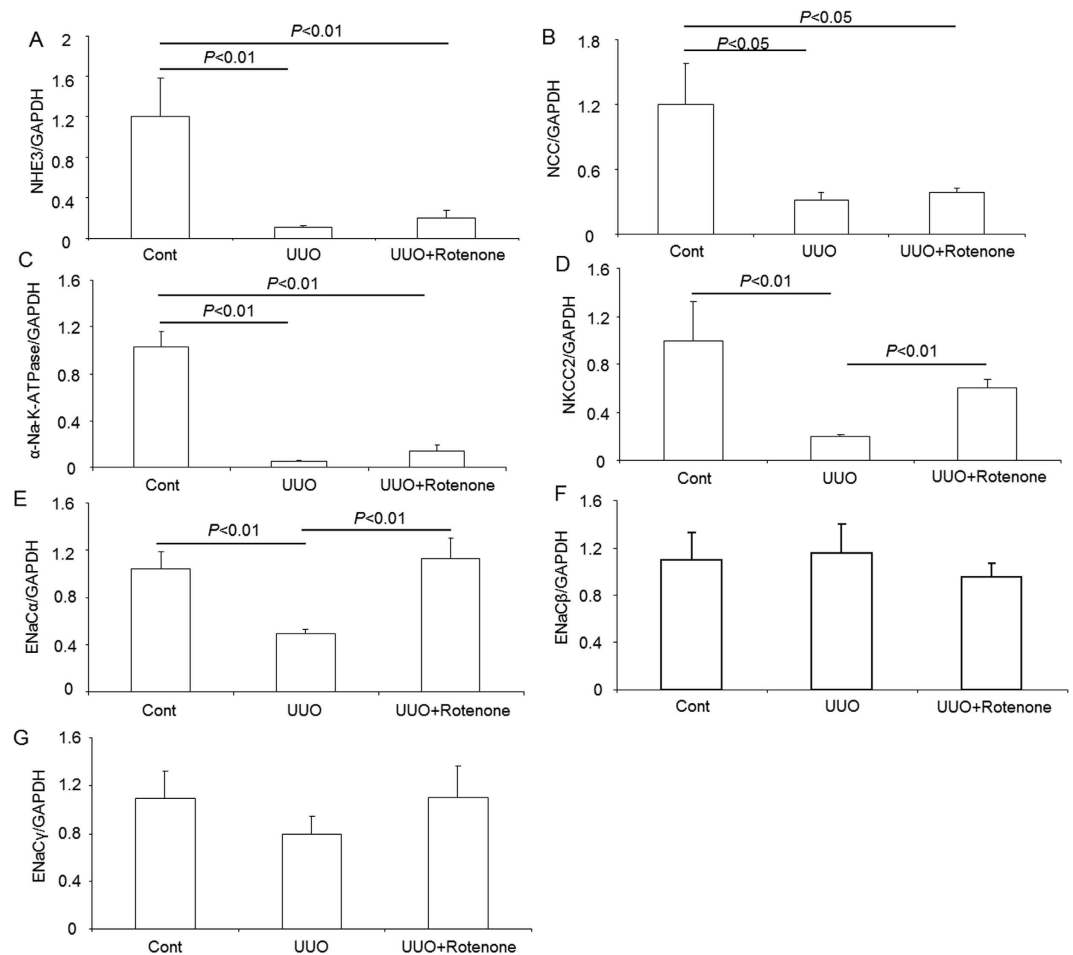 A
NHE3/GAPDH
2
1.6
1.2
0.8
0.4
0
P<0.01
P<0.01
Cont UUO UUO+Rotenone
B
NCC/GAPDH
1.8
1.2
0.6
0
P<0.05
P<0.05
Cont UUO UUO+Rotenone
C
α-Na-K-ATPase/GAPDH
1.6
1.2
0.8
0.4
0
P<0.01
P<0.01
Cont UUO UUO+Rotenone
D
NKCC2/GAPDH
1.6
1.2
0.8
0.4
0
P<0.01
P<0.01
Cont UUO UUO+Rotenone
E
ENaCα/GAPDH
1.6
1.2
0.8
0.4
0
P<0.01
P<0.01
Cont UUO UUO+Rotenone
F
ENaCβ/GAPDH
1.6
1.2
0.8
0.4
0
Cont UUO UUO+Rotenone
G
ENaCγ/GAPDH
1.6
1.2
0.8
0.4
0
Cont UUO UUO+Rotenone